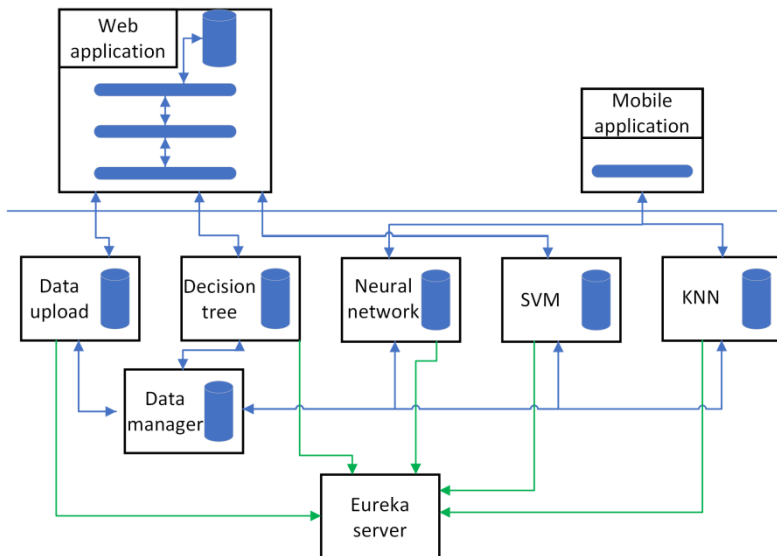 Web
application
Mobile
application
Data
upload
Decision
tree
Neural
network
SVM
KNN
Data
manager
Eureka
server